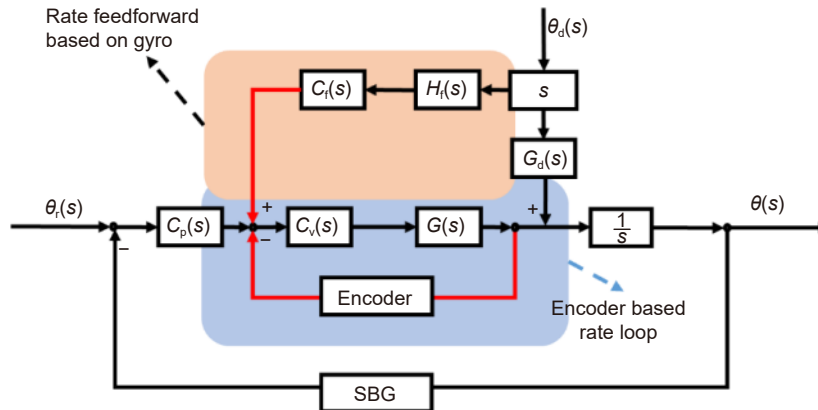 Rate feedforward
based on gyro
θd(s)
Cf(s)
Hf(s)
s
Gd(s)
θr(s)
−
Cp(s)
+
−
Cv(s)
G(s)
+
1
s
θ(s)
Encoder
Encoder based
rate loop
SBG